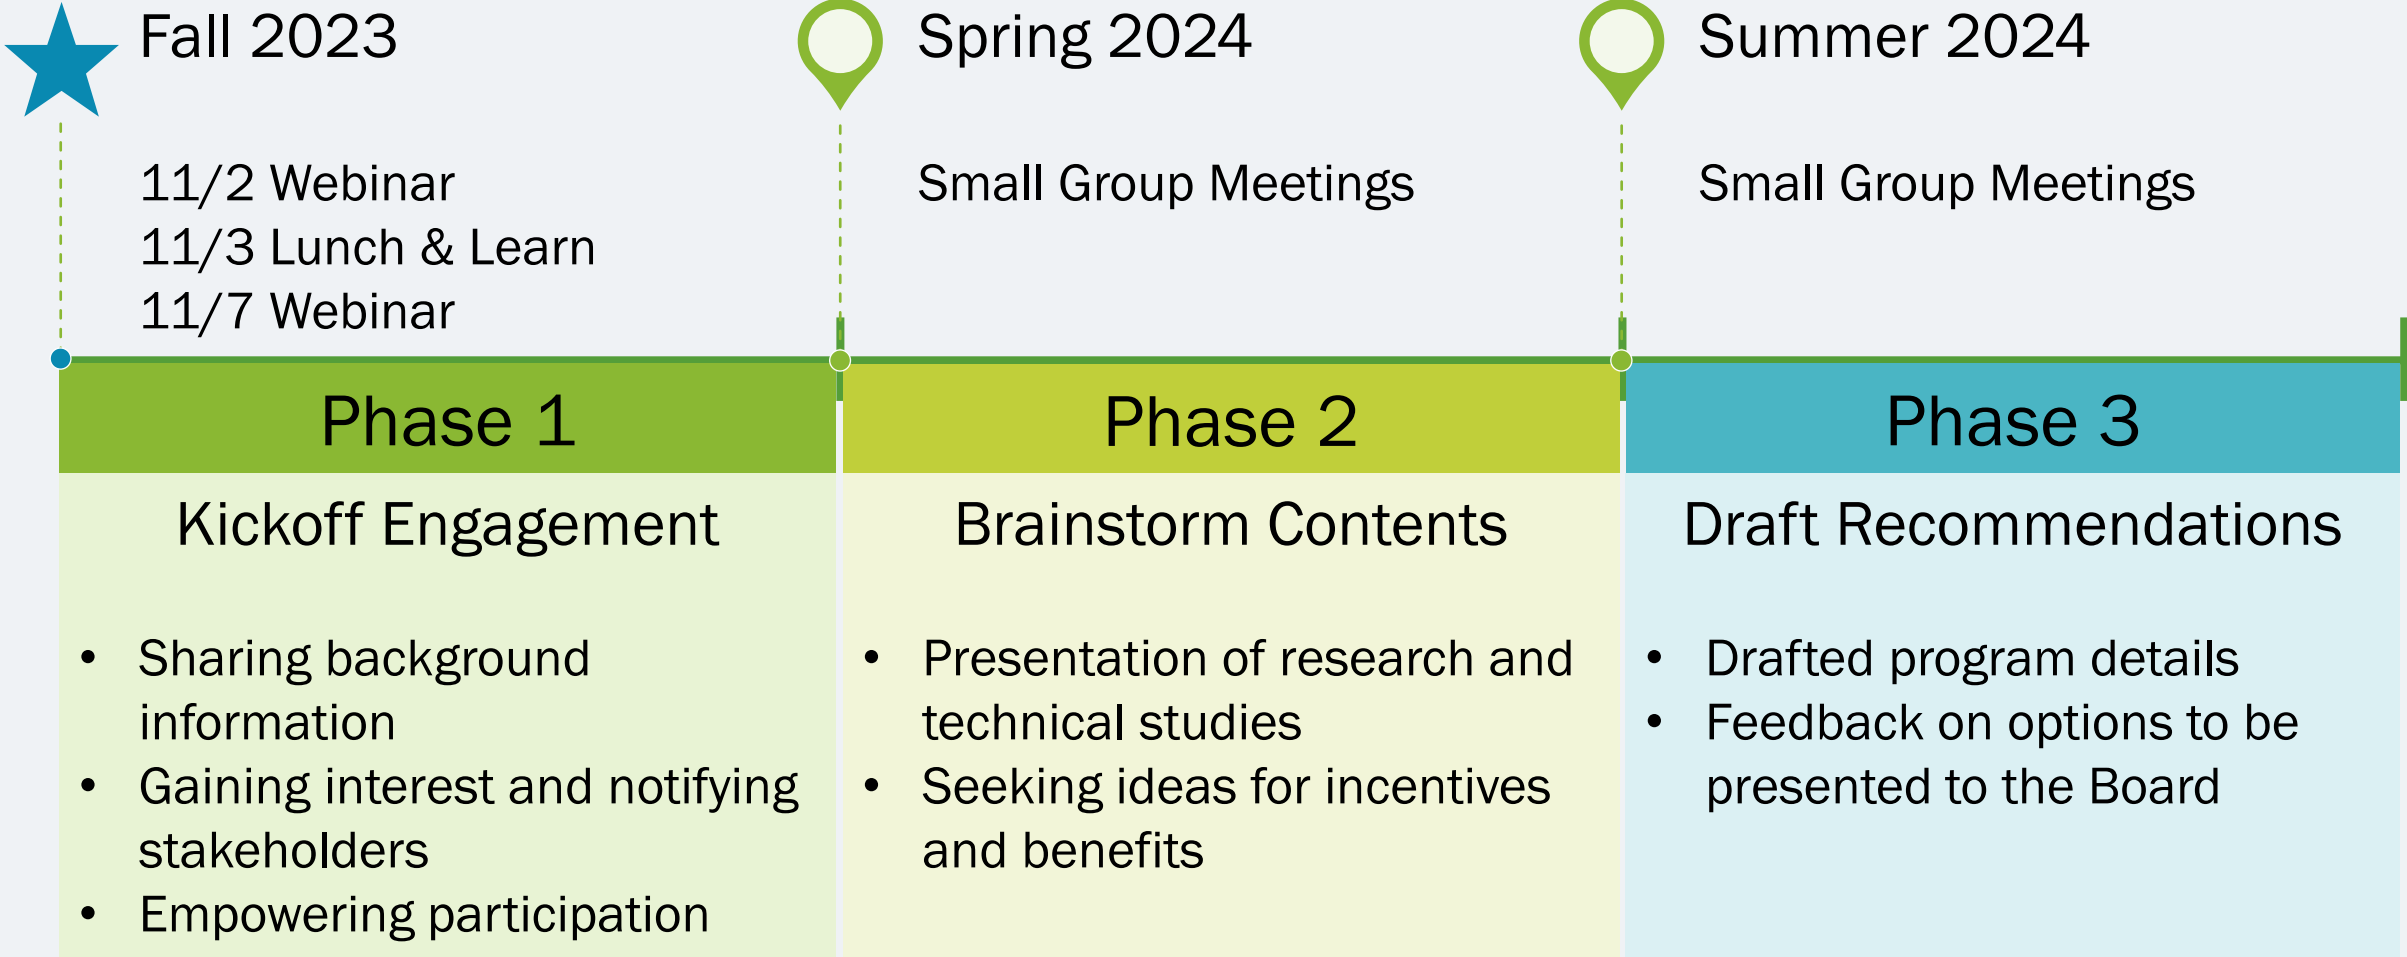 Fall 2023
11/2 Webinar
11/3 Lunch & Learn
11/7 Webinar
Spring 2024
Small Group Meetings
Summer 2024
Small Group Meetings
Phase 1
Kickoff Engagement
• Sharing background
information
• Gaining interest and notifying
stakeholders
• Empowering participation
Phase 2
Brainstorm Contents
• Presentation of research and
technical studies
• Seeking ideas for incentives
and benefits
Phase 3
Draft Recommendations
• Drafted program details
• Feedback on options to be
presented to the Board